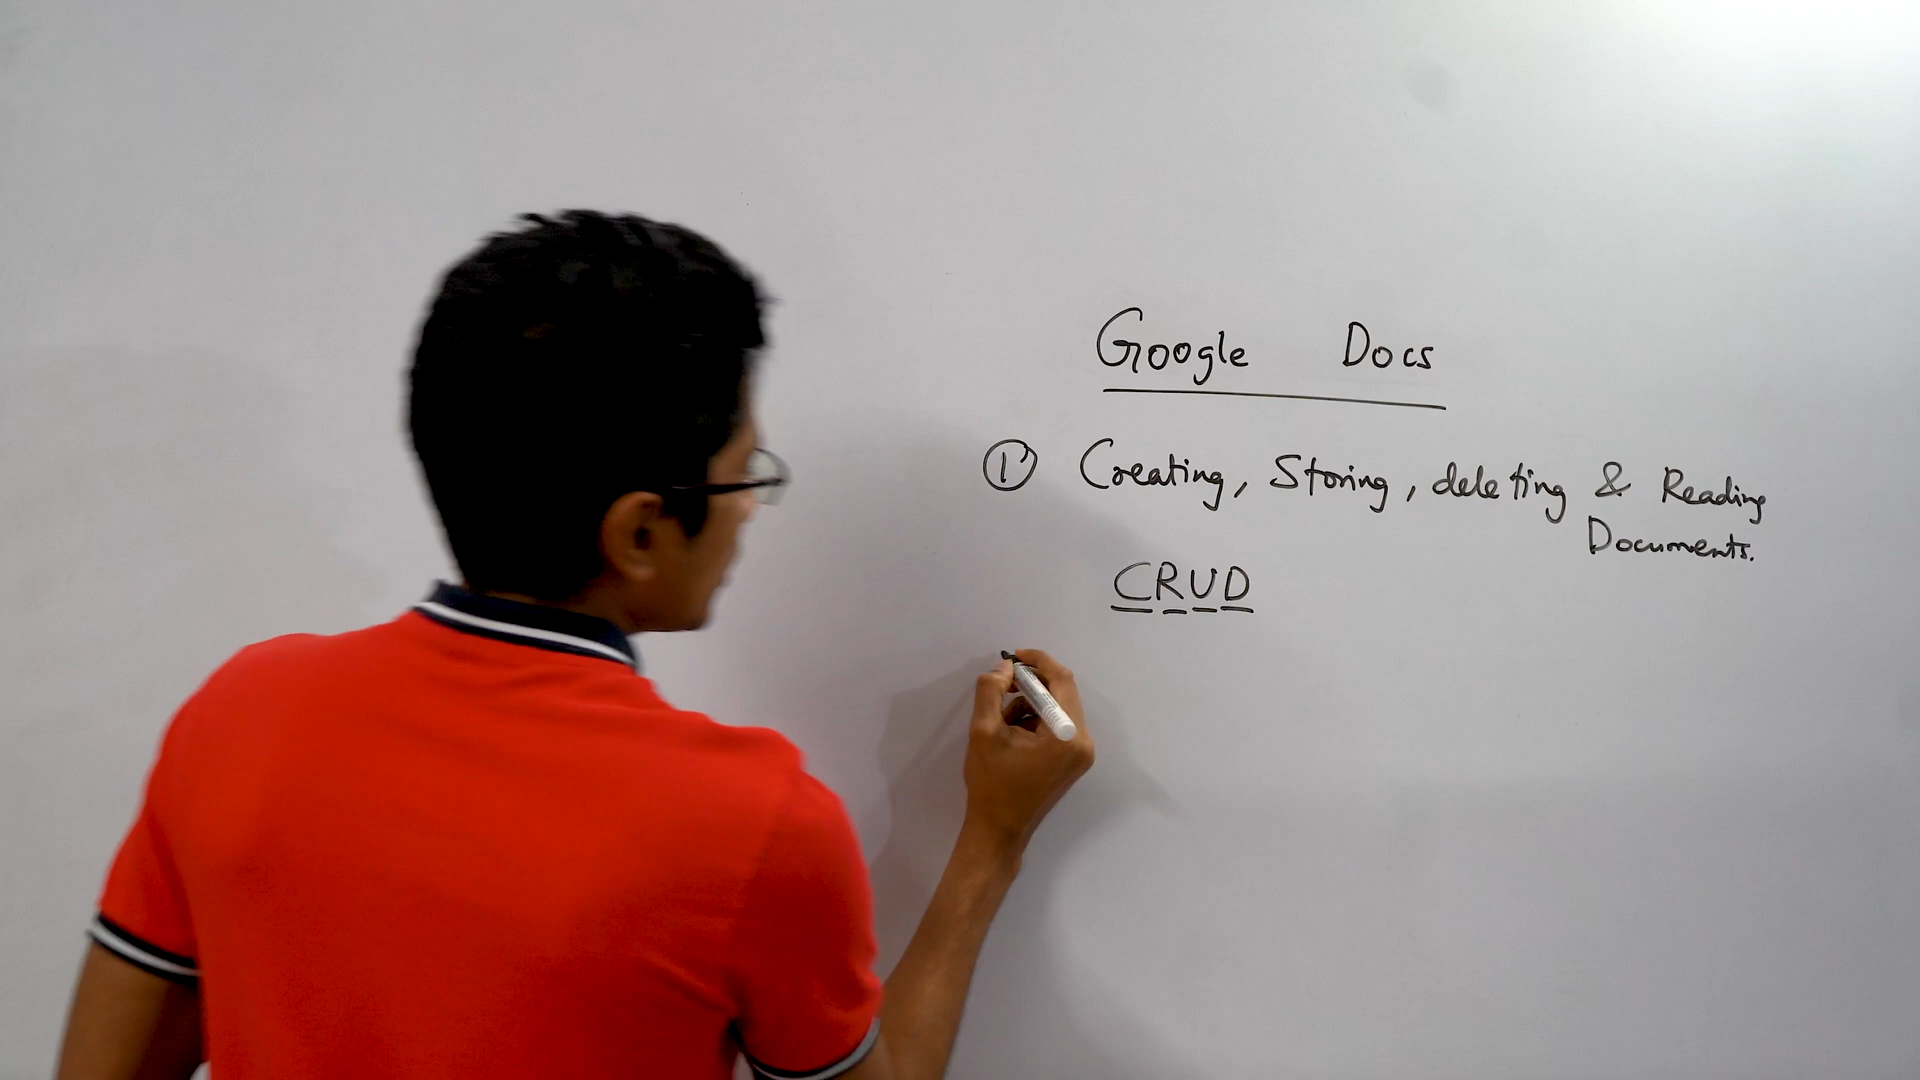 Google Docs
① Creating, Storing, deleting & Reading
Documents.
CRUD